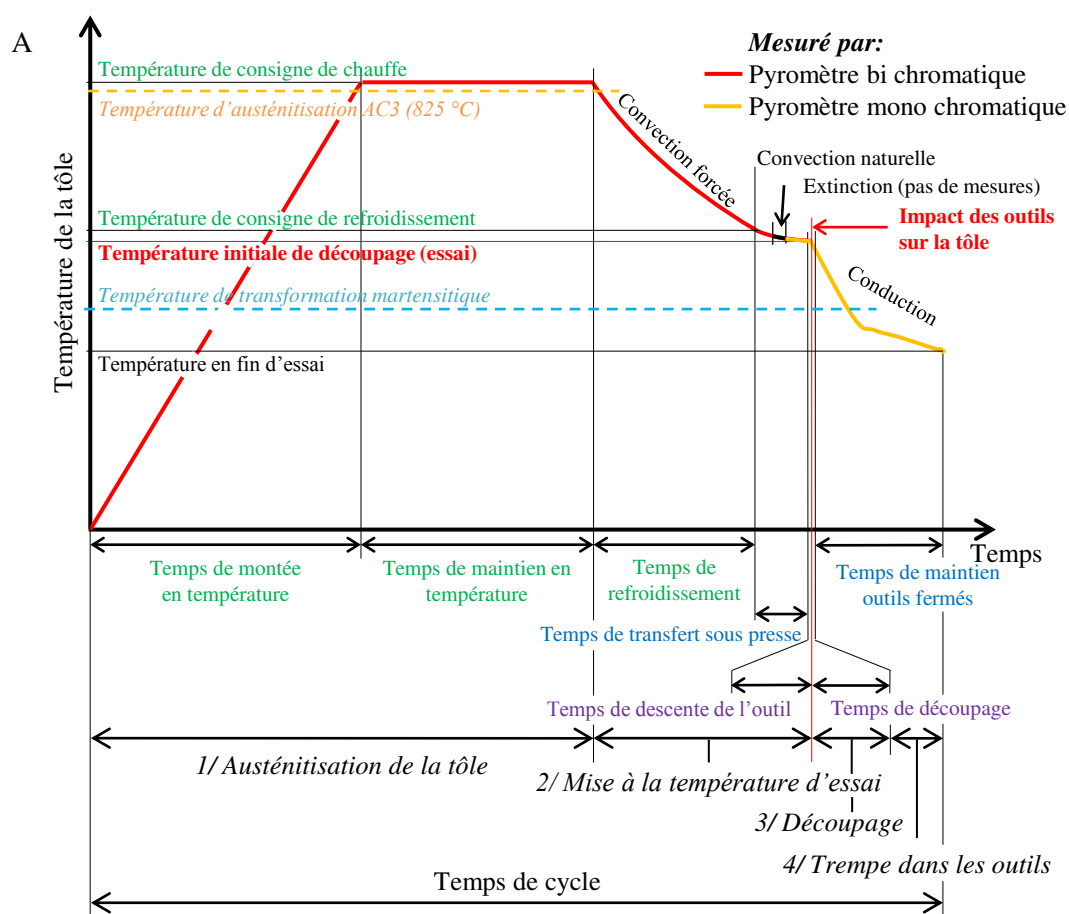 A
Mesuré par:
Pyromètre bi chromatique
Pyromètre mono chromatique
Température de la tôle
Température de consigne de chauffe
Température d'austénitisation AC3 (825 °C)
Convection forcée
Convection naturelle
Extinction (pas de mesures)
Impact des outils
sur la tôle
Température de consigne de refroidissement
Température initiale de découpage (essai)
Température de transformation martensitique
Conduction
Température en fin d'essai
Temps
Temps de montée
en température
Temps de maintien en
température
Temps de
refroidissement
Temps de maintien
outils fermés
Temps de transfert sous presse
Temps de descente de l'outil
Temps de découpage
1/ Austénitisation de la tôle
2/ Mise à la température d'essai
3/ Découpage
4/ Trempe dans les outils
Temps de cycle